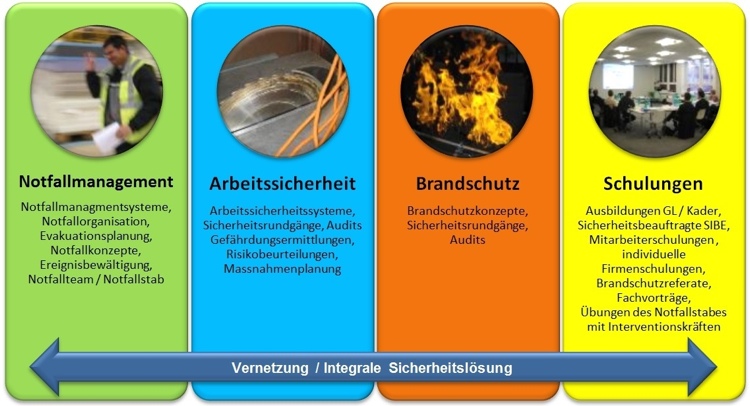 Notfallmanagement
Notfallmanagmentsysteme,
Notfallorganisation,
Evakuationsplanung,
Notfallkonzepte,
Ereignisbewältigung,
Notfallteam / Notfallstab
Arbeitssicherheit
Arbeitssicherheitssysteme,
Sicherheitsrundgänge, Audits
Gefährdungsermittlungen,
Risikobeurteilungen,
Massnahmenplanung
Brandschutz
Brandschutzkonzepte,
Sicherheitsrundgänge,
Audits
Schulungen
Ausbildungen GL / Kader,
Sicherheitsbeauftragte SIBE,
Mitarbeiterschulungen,
individuelle
Firmenschulungen,
Brandschutzreferate,
Fachvorträge,
Übungen des Notfallstabes
mit Interventionskräften
Vernetzung / Integrale Sicherheitslösung